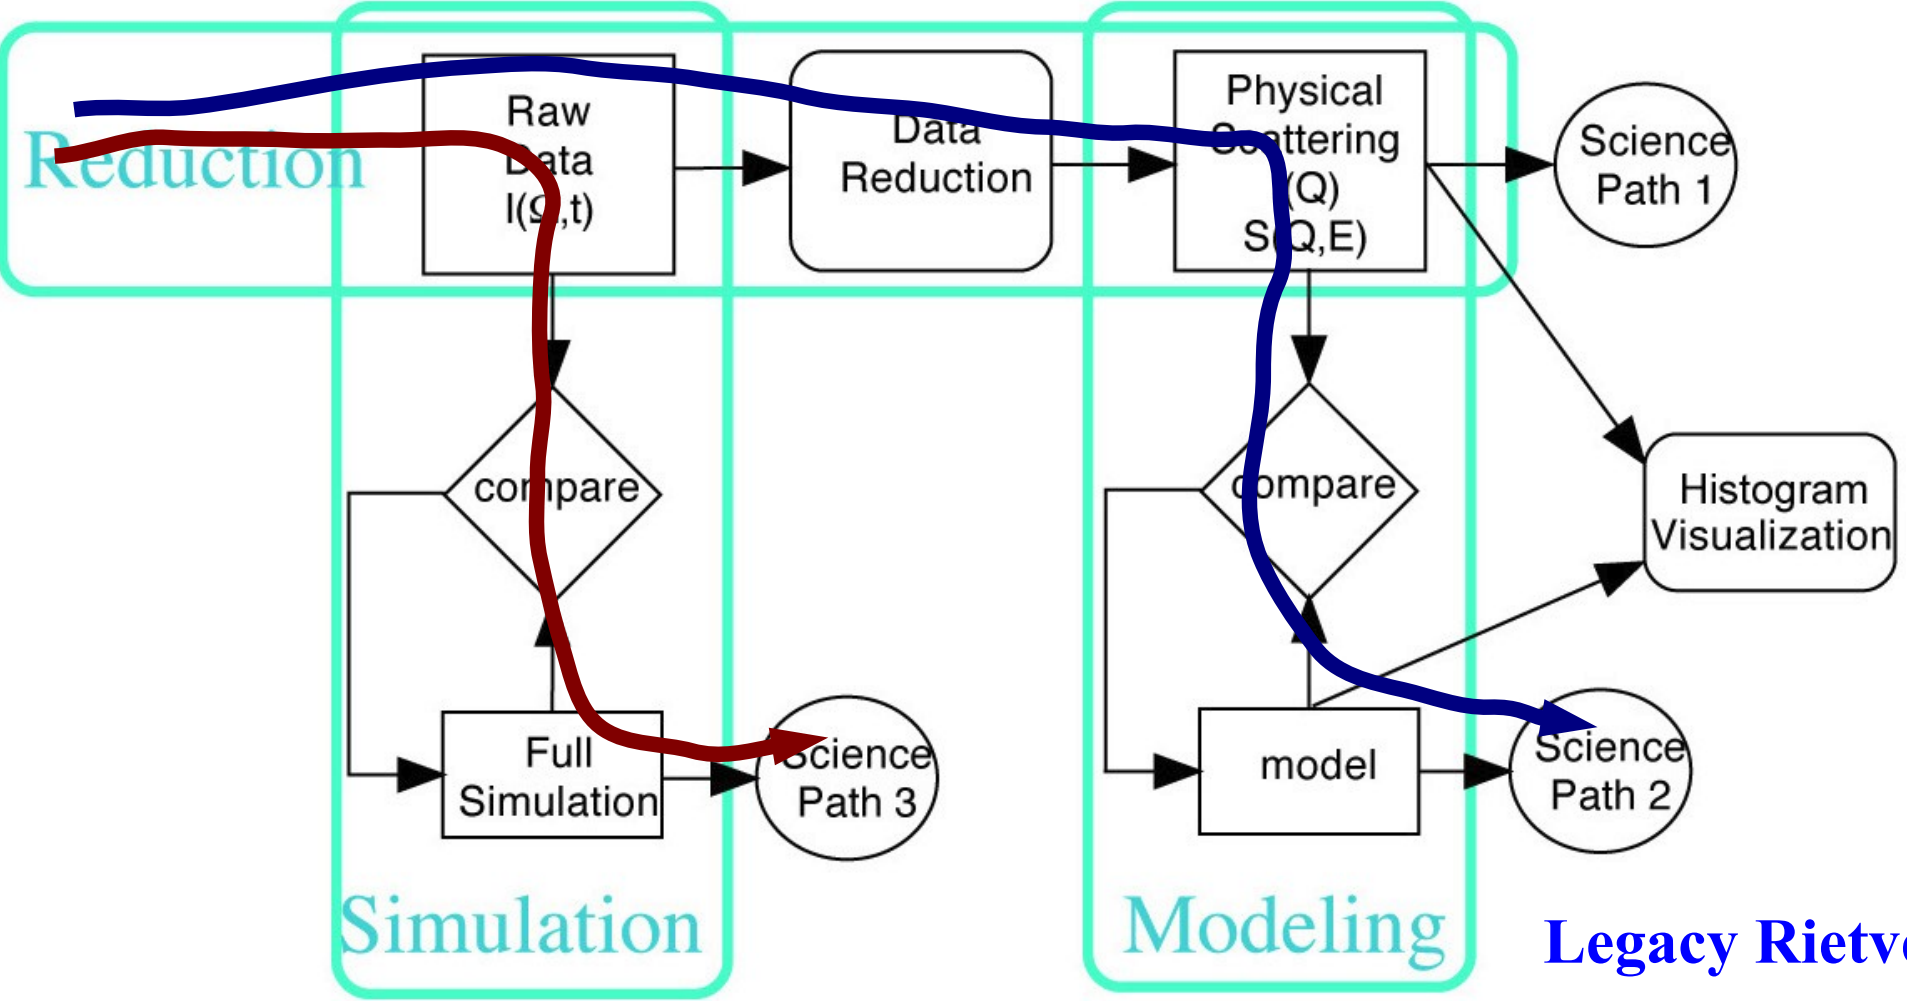 Reduction
Raw
Data
I(Ω,t)
Data
Reduction
Physical
Scattering
(Q)
S(Q,E)
Science
Path 1
compare
compare
Histogram
Visualization
Full
Simulation
Science
Path 3
model
Science
Path 2
Simulation
Modeling
Legacy